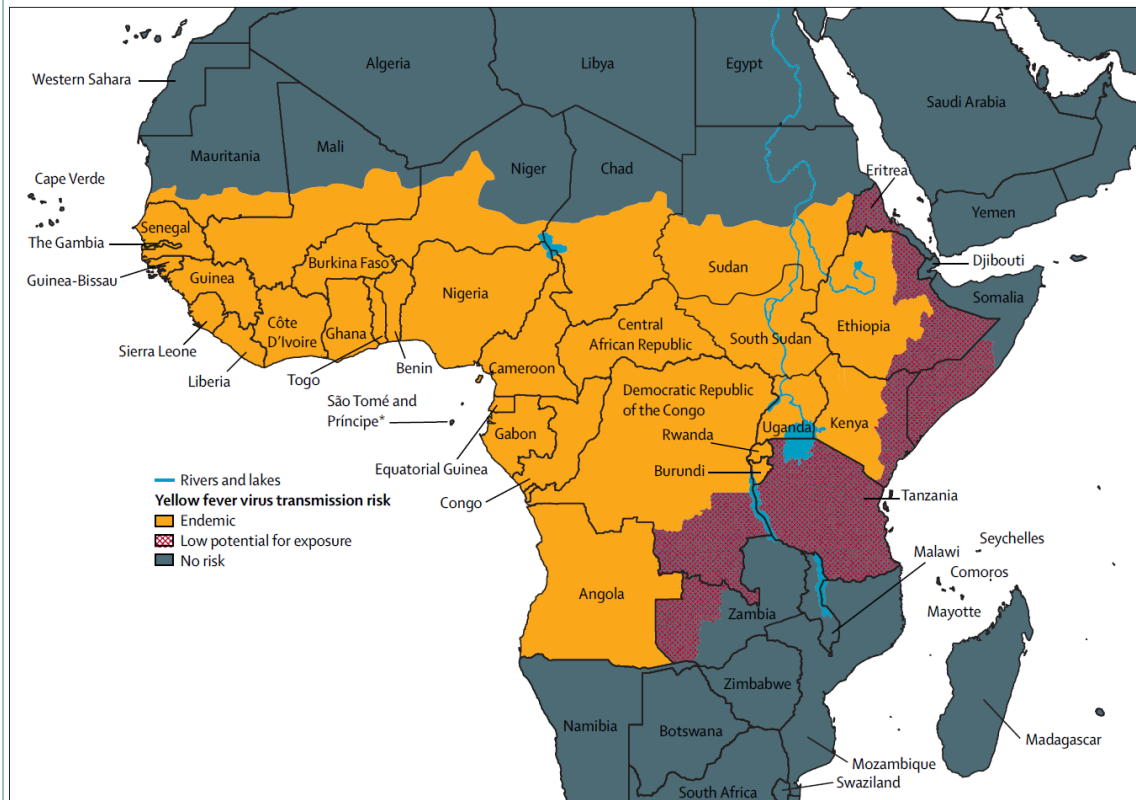 Algeria
Libya
Egypt
Western Sahara
Saudi Arabia
Mauritania
Mali
Niger
Chad
Eritrea
Cape Verde
Yemen
Senegal
The Gambia
Djibouti
Burkina Faso
Sudan
Guinea-Bissau
Guinea
Nigeria
Somalia
Côte
D'Ivoire
Ghana
Ethiopia
Central
African Republic
South Sudan
Sierra Leone
Benin
Cameroon
Liberia
Togo
Democratic Republic
of the Congo
São Tomé and
Príncipe*
Uganda
Kenya
Gabon
Rwanda
Equatorial Guinea
Burundi
Congo
Tanzania
Rivers and lakes
Yellow fever virus transmission risk
Endemic
Low potential for exposure
No risk
Seychelles
Malawi
Comoros
Angola
Mayotte
Zambia
Zimbabwe
Namibia
Botswana
Madagascar
Mozambique
Swaziland
South Africa